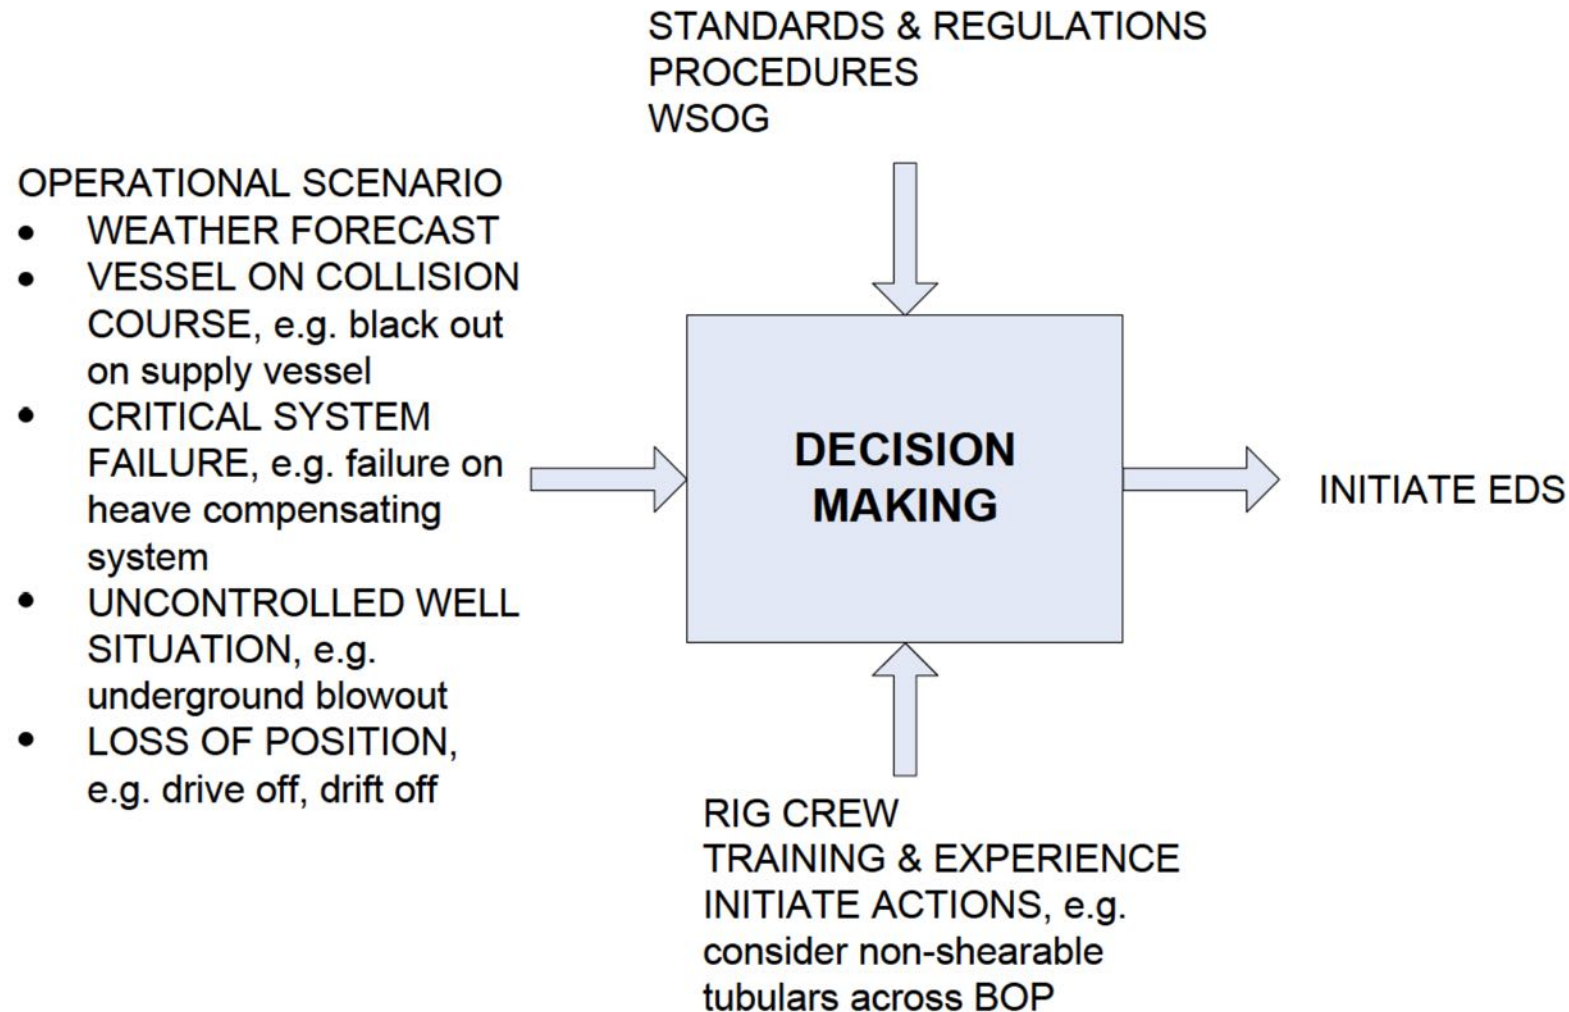 STANDARDS & REGULATIONS
PROCEDURES
WSOG
OPERATIONAL SCENARIO
• WEATHER FORECAST
• VESSEL ON COLLISION
COURSE, e.g. black out
on supply vessel
• CRITICAL SYSTEM
FAILURE, e.g. failure on
heave compensating
system
• UNCONTROLLED WELL
SITUATION, e.g.
underground blowout
• LOSS OF POSITION,
e.g. drive off, drift off
DECISION
MAKING
INITIATE EDS
RIG CREW
TRAINING & EXPERIENCE
INITIATE ACTIONS, e.g.
consider non-shearable
tubulars across BOP